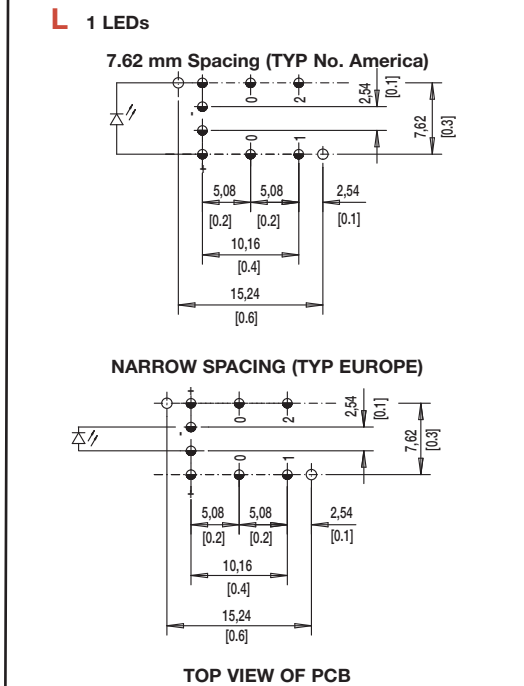 L 1 LEDs
7.62 mm Spacing (TYP No. America)
0 2
2,54 [0.1]
7,62 [0.3]
0 1
5,08 5,08 2,54
[0.2] [0.2] [0.1]
10,16
[0.4]
15,24
[0.6]
NARROW SPACING (TYP EUROPE)
0 2
2,54 [0.1]
7,62 [0.3]
0 1
5,08 5,08 2,54
[0.2] [0.2] [0.1]
10,16
[0.4]
15,24
[0.6]
TOP VIEW OF PCB